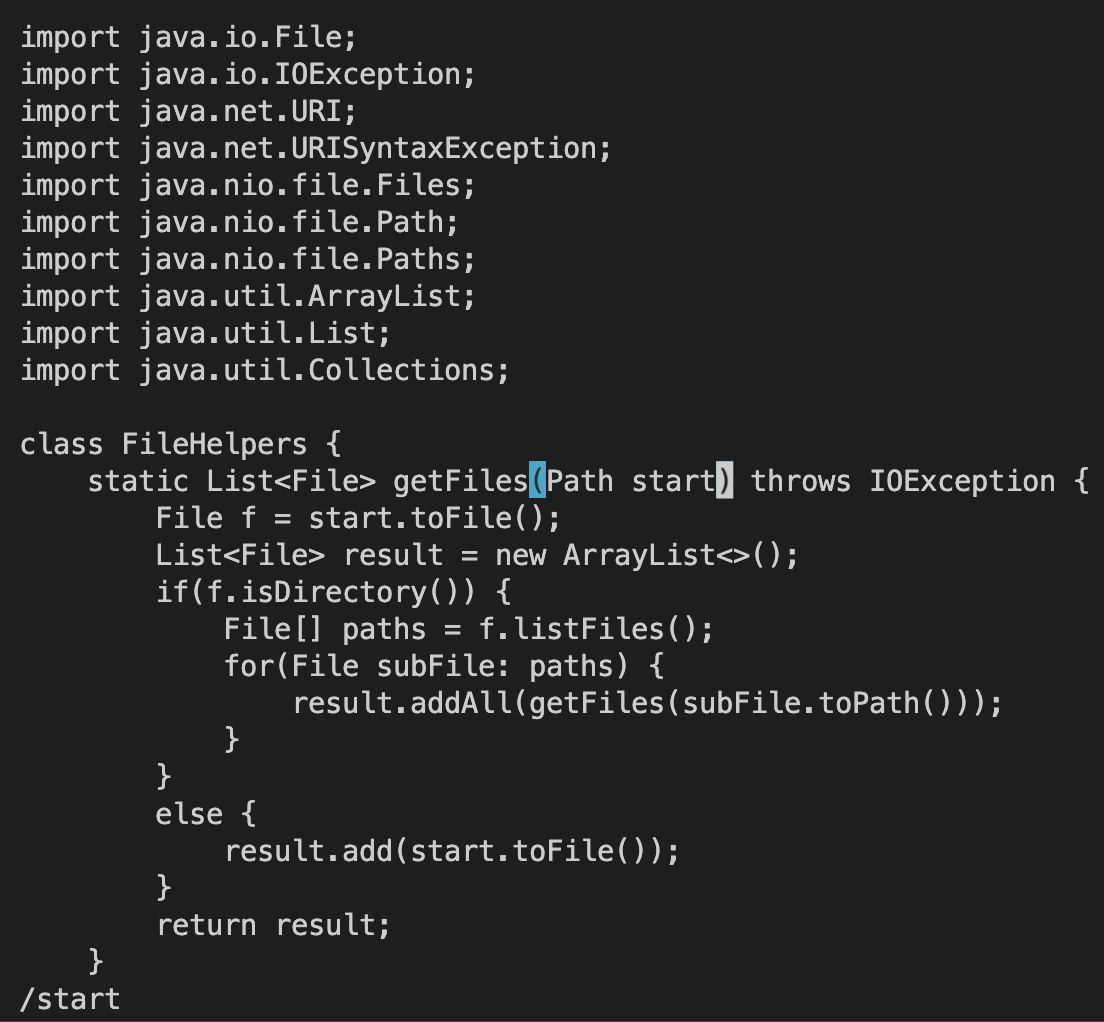 import java.io.File;
import java.io.IOException;
import java.net.URI;
import java.net.URISyntaxException;
import java.nio.file.Files;
import java.nio.file.Path;
import java.nio.file.Paths;
import java.util.ArrayList;
import java.util.List;
import java.util.Collections;

class FileHelpers {
    static List<File> getFiles(Path start) throws IOException {
        File f = start.toFile();
        List<File> result = new ArrayList<>();
        if(f.isDirectory()) {
            File[] paths = f.listFiles();
            for(File subFile: paths) {
                result.addAll(getFiles(subFile.toPath()));
            }
        }
        else {
            result.add(start.toFile());
        }
        return result;
    }
/start